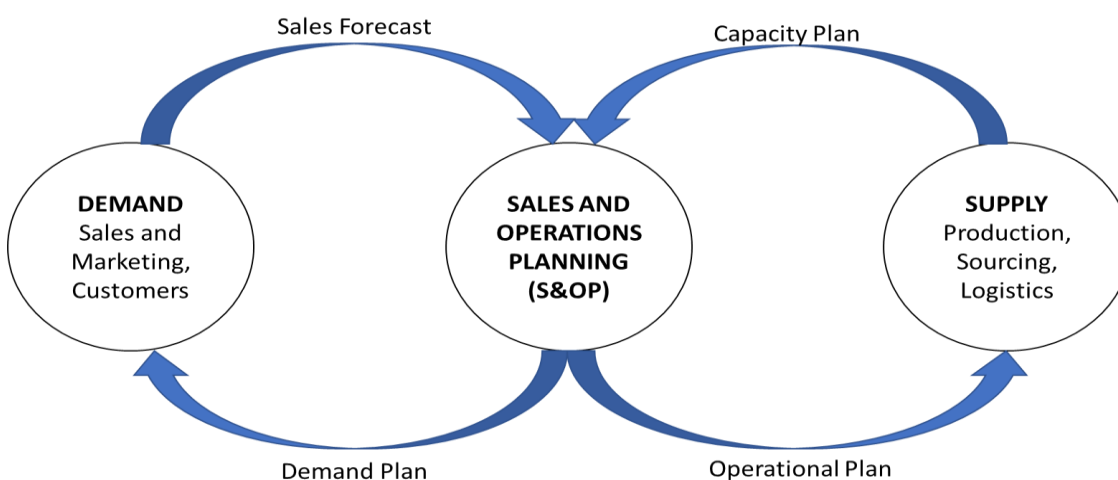 Sales Forecast
Capacity Plan
DEMAND
Sales and
Marketing,
Customers
SALES AND
OPERATIONS
PLANNING
(S&OP)
SUPPLY
Production,
Sourcing,
Logistics
Demand Plan
Operational Plan